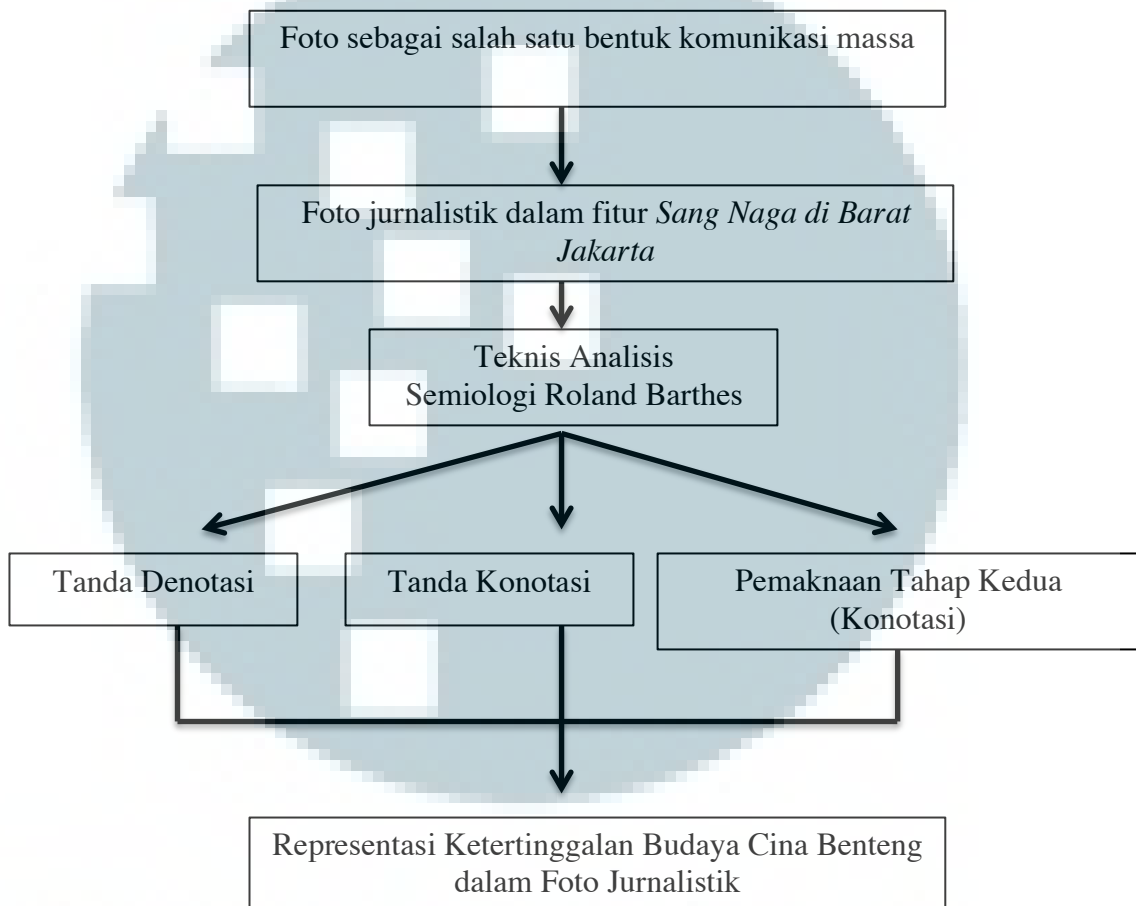 Foto sebagai salah satu bentuk komunikasi massa
Foto jurnalistik dalam fitur Sang Naga di Barat
Jakarta
Teknis Analisis
Semiologi Roland Barthes
Tanda Denotasi
Tanda Konotasi
Pemaknaan Tahap Kedua
(Konotasi)
Representasi Ketertinggalan Budaya Cina Benteng
dalam Foto Jurnalistik